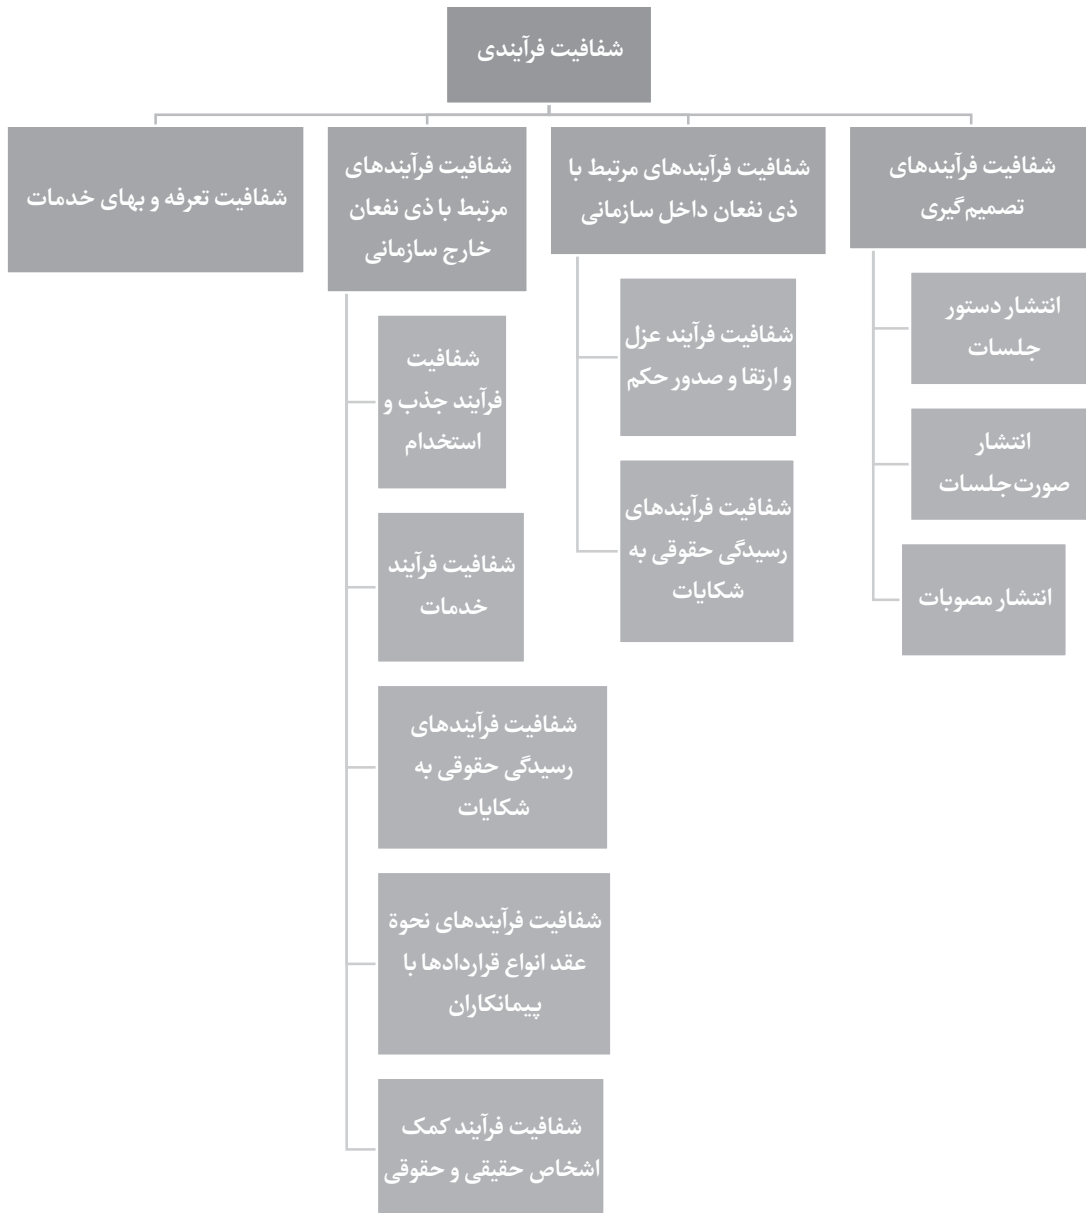 شفافیت فرآیندی
شفافیت فرآیندهای
تصمیم‌گیری
انتشار دستور
جلسات
انتشار
صورت‌جلسات
انتشار مصوبات
شفافیت فرآیندهای مرتبط با
ذی نفعان داخل سازمانی
شفافیت فرآیند عزل
و ارتقا و صدور حکم
شفافیت فرآیندهای
رسیدگی حقوقی به
شکایات
شفافیت فرآیندهای
مرتبط با ذی نفعان
خارج سازمانی
شفافیت
فرآیند جذب و
استخدام
شفافیت فرآیند
خدمات
شفافیت فرآیندهای
رسیدگی حقوقی به
شکایات
شفافیت فرآیندهای نحوۀ
عقد انواع قراردادها با
پیمانکاران
شفافیت فرآیند کمک
اشخاص حقیقی و حقوقی
شفافیت تعرفه و بهای خدمات